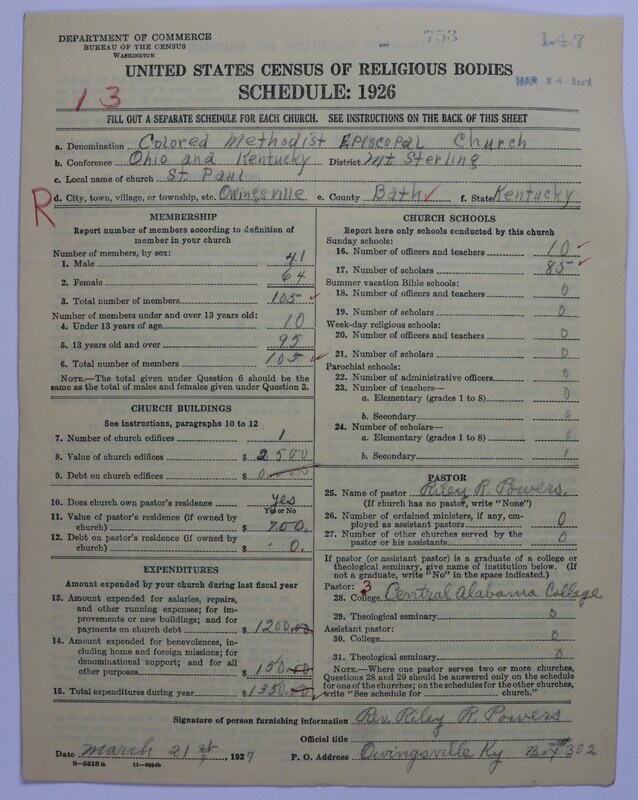 DEPARTMENT OF COMMERCE
BUREAU OF THE CENSUS
WASHINGTON
753
147
UNITED STATES CENSUS OF RELIGIOUS BODIES
SCHEDULE: 1926
MAR 24 Rec'd
13
FILL OUT A SEPARATE SCHEDULE FOR EACH CHURCH. SEE INSTRUCTIONS ON THE BACK OF THIS SHEET
a. Denomination Colored Methodist Episcopal Church
b. Conference Ohio and Kentucky District Mt. Sterling
c. Local name of church St. Paul
R
d. City, town, village, or township, etc. Owingsville e. County Bath f. State Kentucky
MEMBERSHIP
Report number of members according to definition of member in your church
Number of members, by sex:
1. Male 41
2. Female 64
3. Total number of members 105
Number of members under and over 13 years old:
4. Under 13 years of age 10
5. 13 years old and over 95
6. Total number of members 105
NOTE.—The total given under Question 6 should be the same as the total of males and females given under Question 3.
CHURCH BUILDINGS
See instructions, paragraphs 10 to 12
7. Number of church edifices 1
8. Value of church edifices $ 2500
9. Debt on church edifices $ 0
10. Does church own pastor's residence yes
Yes or No
11. Value of pastor's residence (if owned by church) $ 700.
12. Debt on pastor's residence (if owned by church) $ 0.
EXPENDITURES
Amount expended by your church during last fiscal year
13. Amount expended for salaries, repairs, and other running expenses; for improvements or new buildings; and for payments on church debt $ 1200.00
14. Amount expended for benevolences, including home and foreign missions; for denominational support; and for all other purposes $ 150.00
15. Total expenditures during year $ 1350.00
CHURCH SCHOOLS
Report here only schools conducted by this church
Sunday schools:
16. Number of officers and teachers 10
17. Number of scholars 85
Summer vacation Bible schools:
18. Number of officers and teachers 0
19. Number of scholars 0
Week-day religious schools:
20. Number of officers and teachers 0
21. Number of scholars 0
Parochial schools:
22. Number of administrative officers 0
23. Number of teachers—
a. Elementary (grades 1 to 8) 0
b. Secondary 0
24. Number of scholars—
a. Elementary (grades 1 to 8) 0
b. Secondary
PASTOR
25. Name of pastor Riley R. Powers.
(If church has no pastor, write "None")
26. Number of ordained ministers, if any, employed as assistant pastors 0
27. Number of other churches served by the pastor or his assistants 0
If pastor (or assistant pastor) is a graduate of a college or theological seminary, give name of institution below. (If not a graduate, write "No" in the space indicated.)
Pastor: 3
28. College Central Alabama College
29. Theological seminary 0
Assistant pastor:
30. College 0
31. Theological seminary 0
NOTE.—Where one pastor serves two or more churches, Questions 28 and 29 should be answered only on the schedule for one of the churches; on the schedules for the other churches, write "See schedule for church."
Signature of person furnishing information Rev. Riley R. Powers
Official title
Date March 21st, 1927 P. O. Address Owingsville Ky Box 302
8—5518a 11—9054b